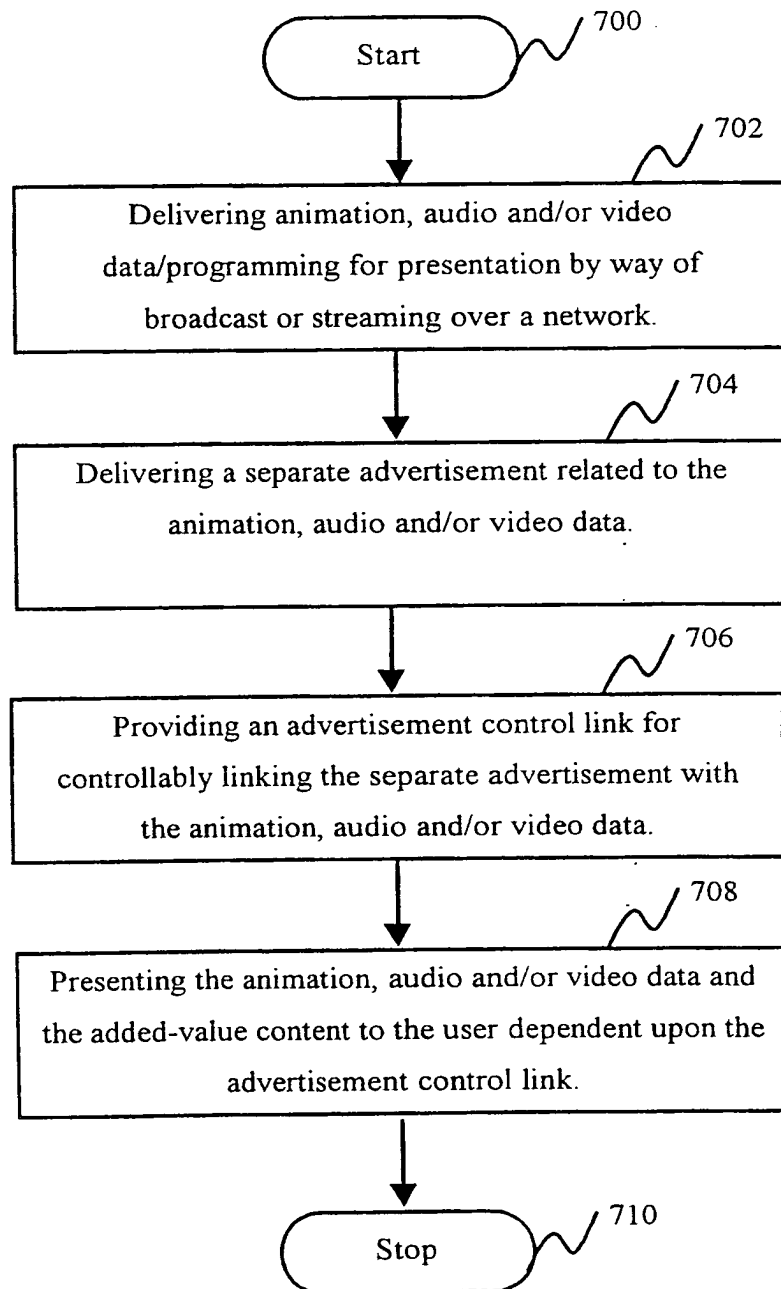 700
Start
702
Delivering animation, audio and/or video
data/programming for presentation by way of
broadcast or streaming over a network.
704
Delivering a separate advertisement related to the
animation, audio and/or video data.
706
Providing an advertisement control link for
controllably linking the separate advertisement with
the animation, audio and/or video data.
708
Presenting the animation, audio and/or video data and
the added-value content to the user dependent upon the
advertisement control link.
710
Stop